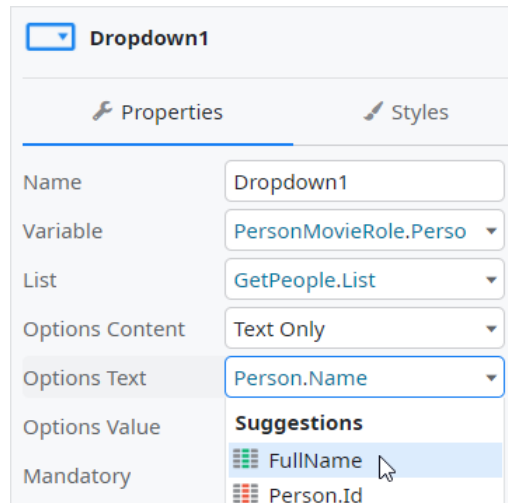 Dropdown1
Properties Styles
Name Dropdown1
Variable PersonMovieRole.Perso
List GetPeople.List
Options Content Text Only
Options Text Person.Name
Options Value Suggestions
FullName
Mandatory Person.Id